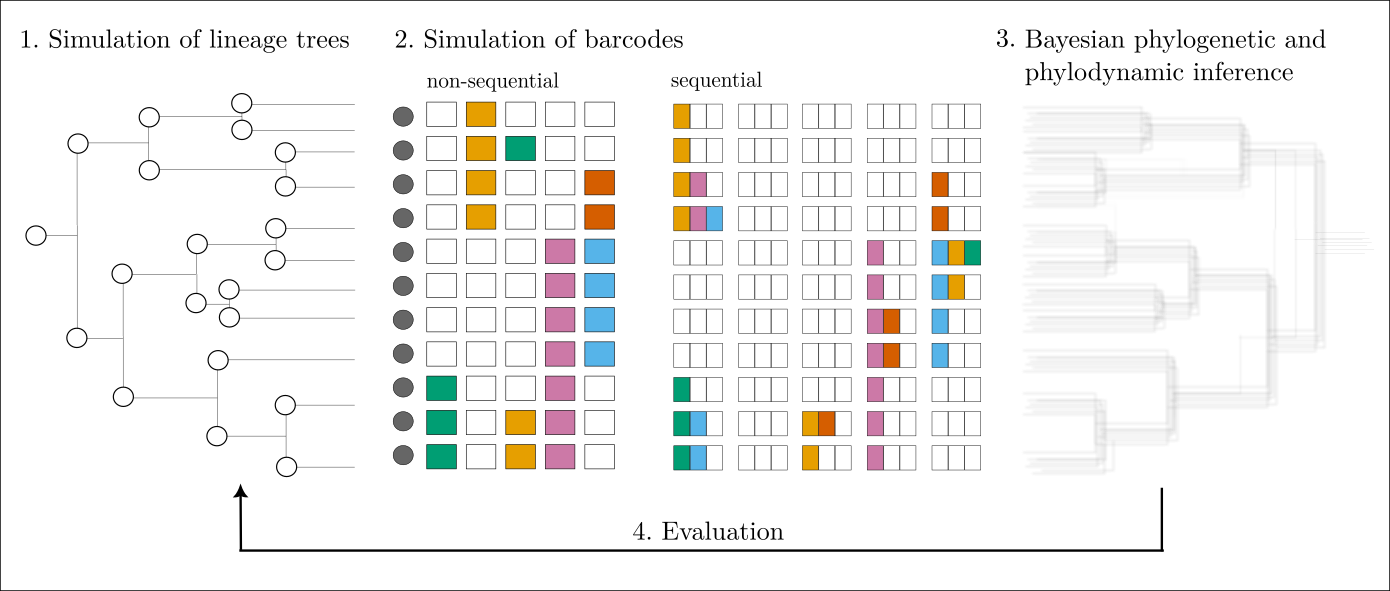 1. Simulation of lineage trees
2. Simulation of barcodes
non-sequential
sequential
3. Bayesian phylogenetic and
phylodynamic inference
4. Evaluation